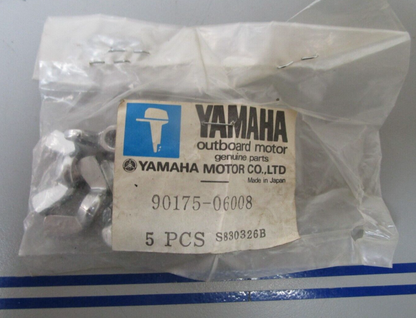 YAMAHA
outboard motor
genuine parts
YAMAHA MOTOR CO.,LTD
Made in Japan
90175-06008
5 PCS S830326B